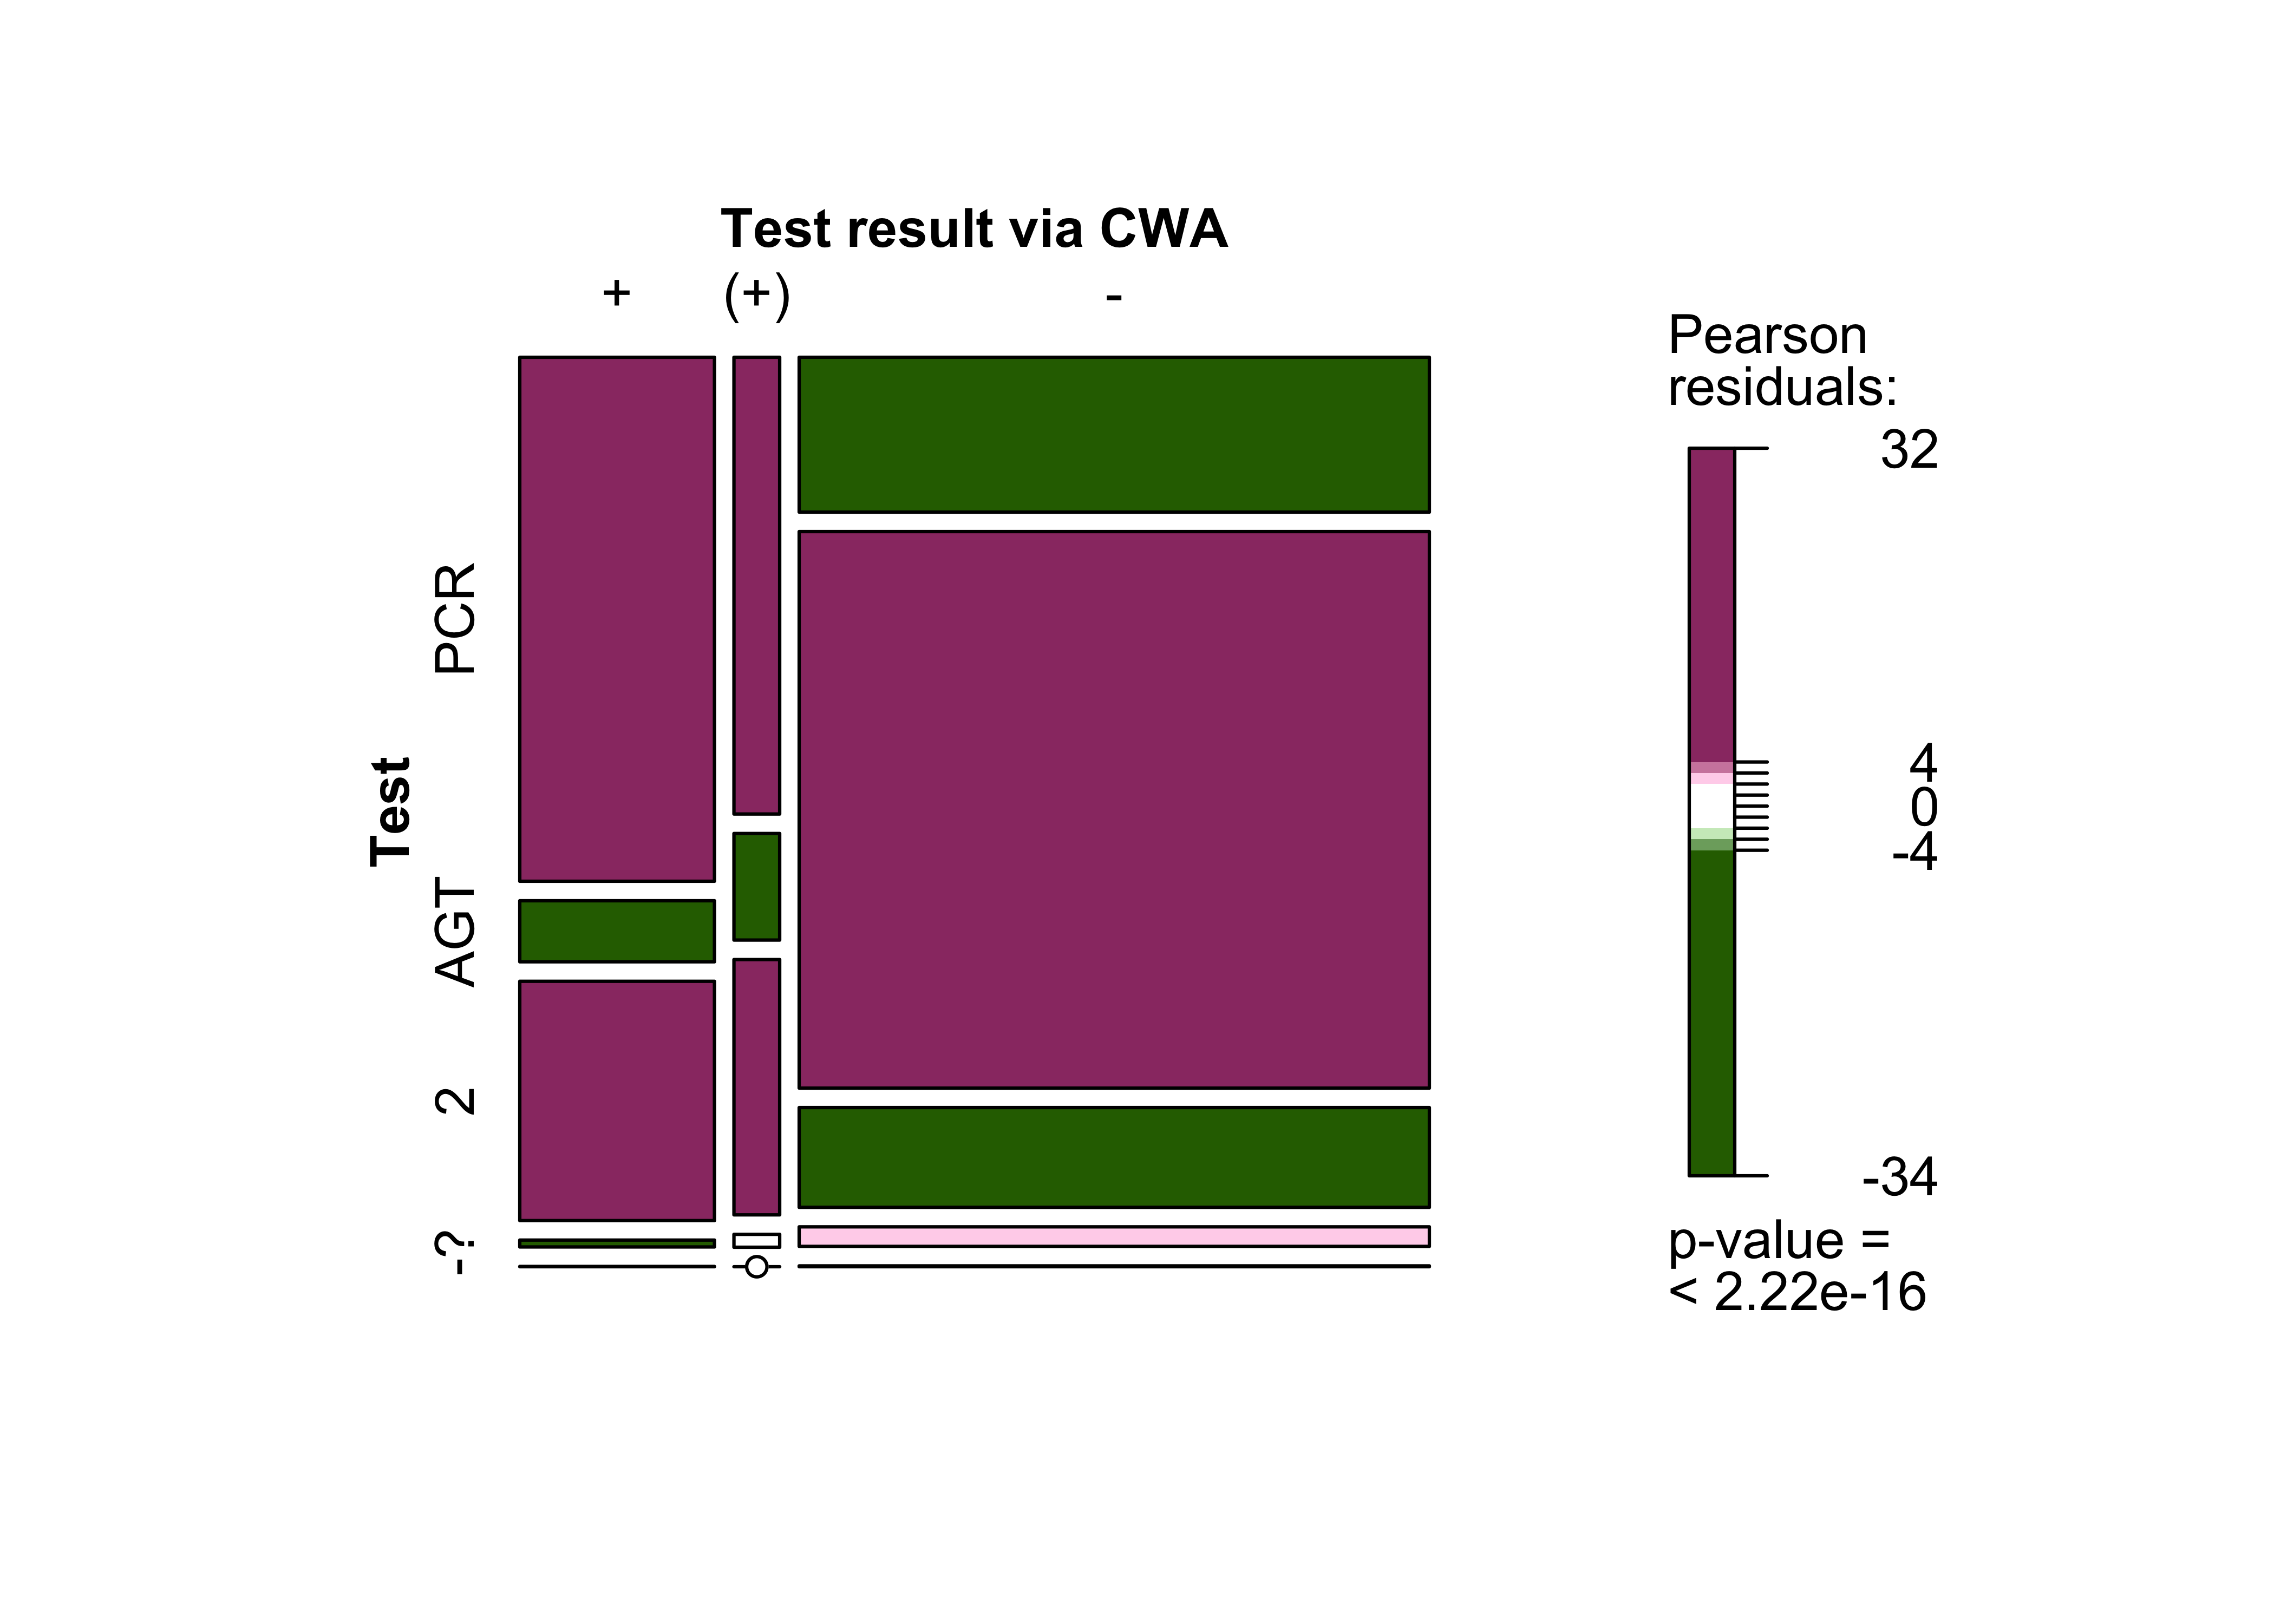 Test result via CWA
+ (+) -
Test
PCR
AGT
2
-?
Pearson
residuals:
32
4
0
-4
-34
p-value =
< 2.22e-16